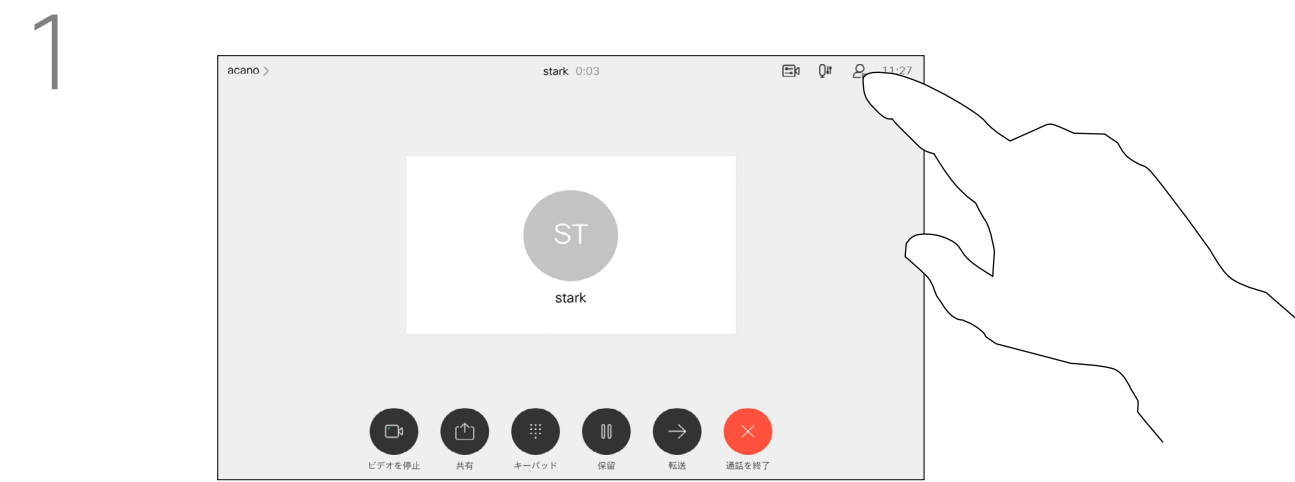 1
acano >
stark 0:03
11:27
ST
stark
ビデオを停止
共有
キーパッド
保留
転送
通話を終了